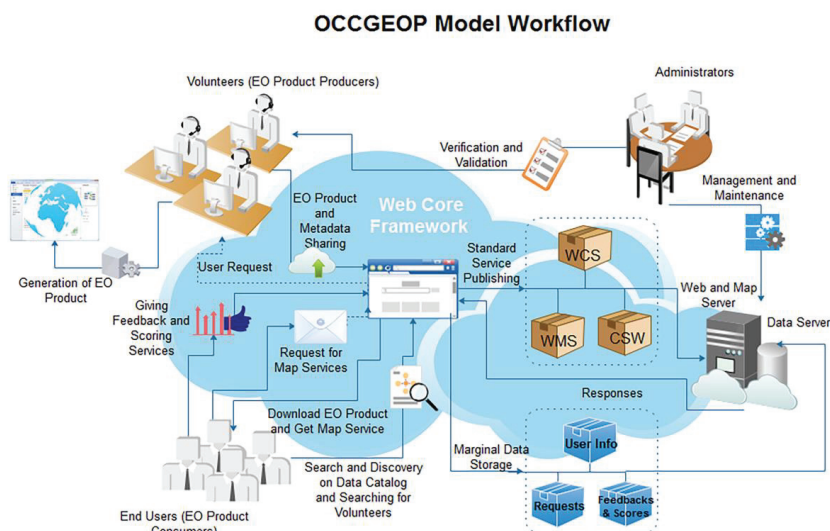 OCCGEOP Model Workflow
Volunteers (EO Product Producers)
Administrators
Verification and
Validation
Management and
Maintenance
EO Product
and
Metadata
Sharing
Web Core
Framework
User Request
Generation of EO
Product
Standard
Service
Publishing
WCS
WMS
CSW
Web and Map
Server
Data Server
Giving
Feedback and
Scoring
Services
Request for
Map Services
Responses
Download EO Product
and Get Map Service
Marginal Data
Storage
User Info
Requests
Feedbacks
& Scores
Search and Discovery
on Data Catalog
and Searching for
Volunteers
End Users (EO Product
Consumers)